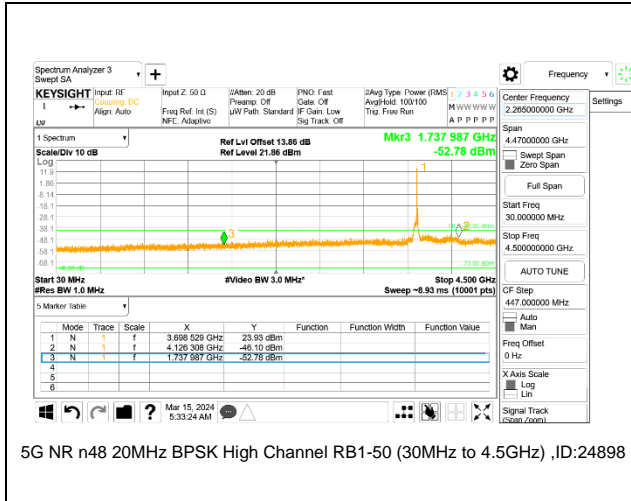 Spectrum Analyzer 3
Swept SA
Frequency
KEYSIGHT Input: RF
Coupling: DC
Align: Auto
Input Z: 50 Ω
Freq Ref: Int (S)
NFE: Adaptive
#Atten: 20 dB
Preamp: Off
µW Path: Standard
PNO: Fast
Gate: Off
IF Gain: Low
Sig Track: Off
#Avg Type: Power (RMS
Avg|Hold: 100/100
Trig: Free Run
1 2 3 4 5 6
M W W W W W
A P P P P P
1 Spectrum
Scale/Div 10 dB
Log
Ref Lvl Offset 13.86 dB
Ref Level 21.86 dBm
Mkr3 1.737 987 GHz
-52.78 dBm
11.9
1.86
-8.14
-18.1
-28.1
-38.1
-48.1
-58.1
-68.1
1
2
3
Start 30 MHz
#Res BW 1.0 MHz
#Video BW 3.0 MHz*
Stop 4.500 GHz
Sweep ~8.93 ms (10001 pts)
5 Marker Table
Mode Trace Scale X Y Function Function Width Function Value
1 N 1 f 3.698 529 GHz 23.93 dBm
2 N 1 f 4.126 308 GHz -46.10 dBm
3 N 1 f 1.737 987 GHz -52.78 dBm
4
5
6
Mar 15, 2024
5:33:24 AM
Settings
Center Frequency
2.265000000 GHz
Span
4.47000000 GHz
Swept Span
Zero Span
Full Span
Start Freq
30.000000 MHz
Stop Freq
4.500000000 GHz
AUTO TUNE
CF Step
447.000000 MHz
Auto
Man
Freq Offset
0 Hz
X Axis Scale
Log
Lin
Signal Track
(Span Zoom)
5G NR n48 20MHz BPSK High Channel RB1-50 (30MHz to 4.5GHz) ,ID:24898